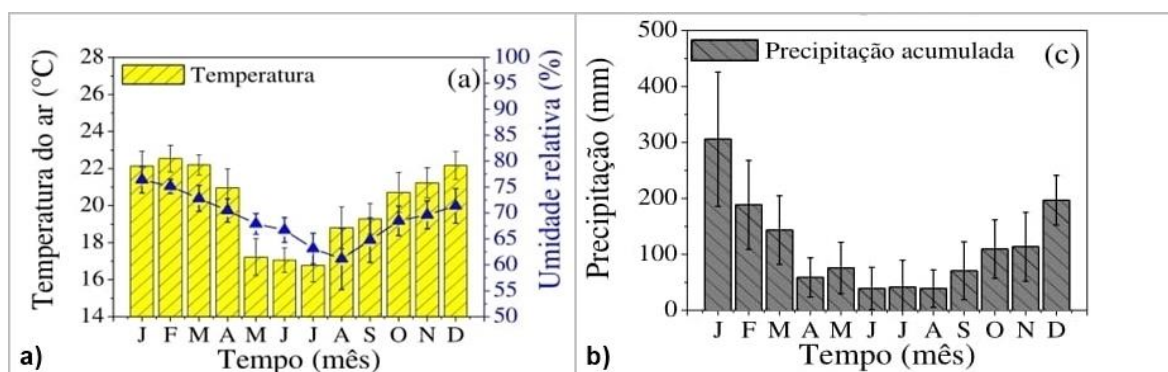 28
26
24
22
20
18
16
14
Temperatura do ar (°C)
Temperatura
(a)
100
95
90
85
80
75
70
65
60
55
50
Umidade relativa (%)
J F M A M J J A S O N D
Tempo (mês)
a)
500
400
300
200
100
0
Precipitação (mm)
Precipitação acumulada
(c)
J F M A M J J A S O N D
Tempo (mês)
b)